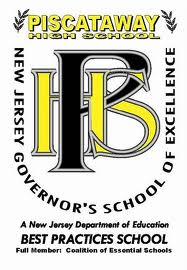 PISCATAWAY
HIGH SCHOOL
NEW JERSEY GOVERNOR'S SCHOOL OF EXCELLENCE
PHS
A New Jersey Department of Education
BEST PRACTICES SCHOOL
Full Member: Coalition of Essential Schools